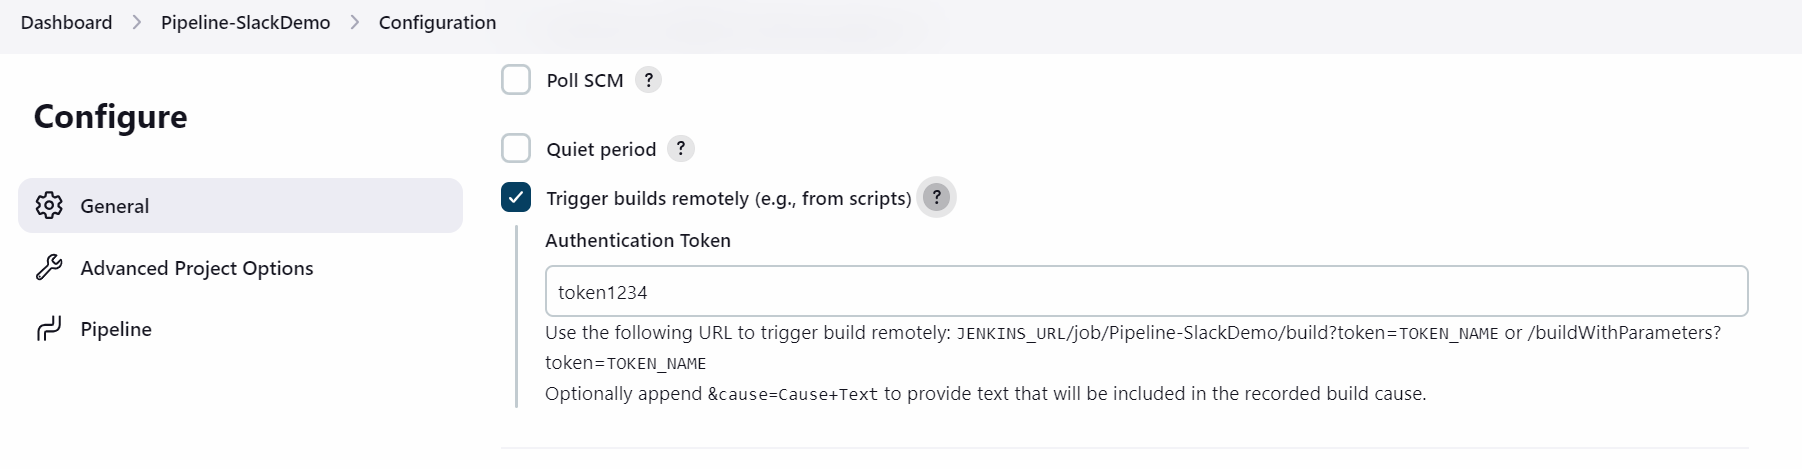 Dashboard > Pipeline-SlackDemo > Configuration
Configure
General
Advanced Project Options
Pipeline
Poll SCM ?
Quiet period ?
Trigger builds remotely (e.g., from scripts) ?
Authentication Token
token1234
Use the following URL to trigger build remotely: JENKINS_URL/job/Pipeline-SlackDemo/build?token=TOKEN_NAME or /buildWithParameters?
token=TOKEN_NAME
Optionally append &cause=Cause+Text to provide text that will be included in the recorded build cause.